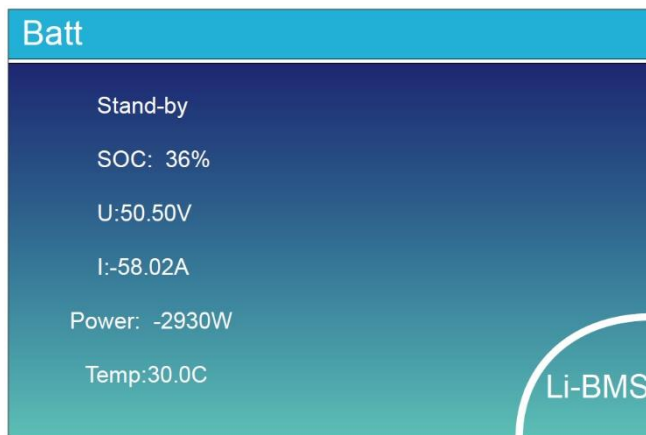 Batt
Stand-by
SOC: 36%
U:50.50V
I:-58.02A
Power: -2930W
Temp:30.0C
Li-BMS